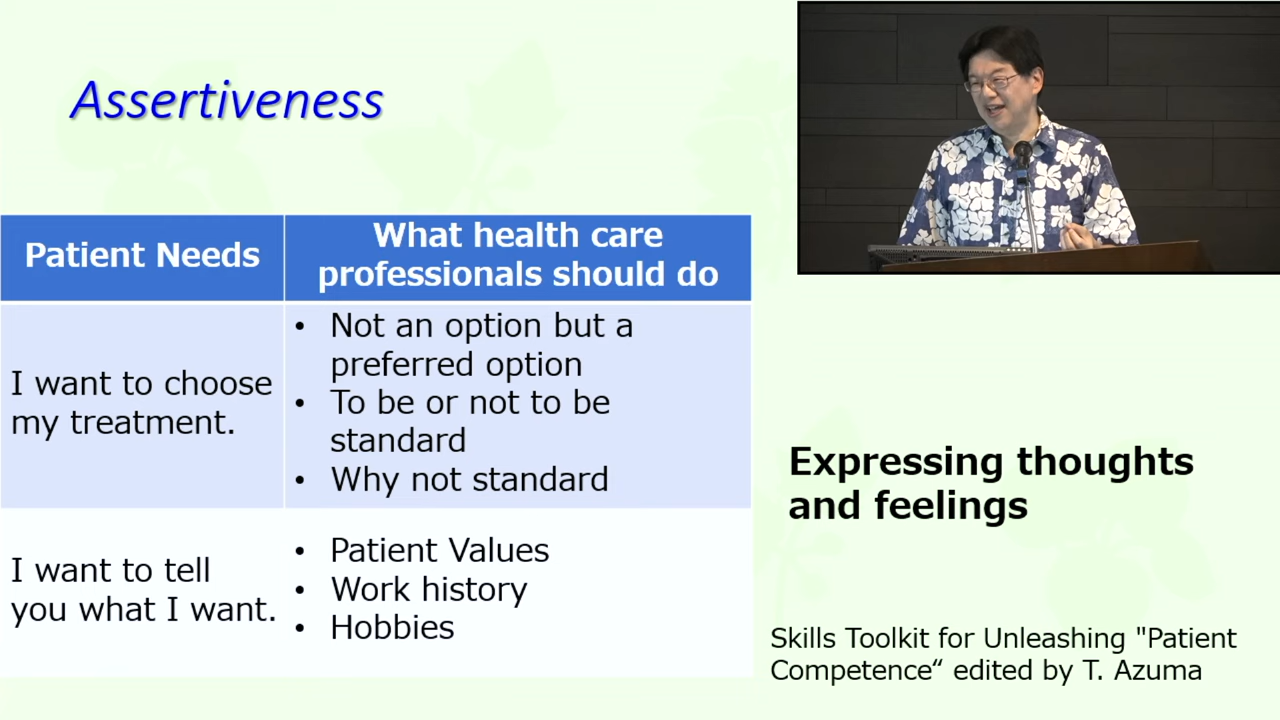 Assertiveness
Patient Needs
What health care
professionals should do
I want to choose
my treatment.
• Not an option but a
preferred option
• To be or not to be
standard
• Why not standard
I want to tell
you what I want.
• Patient Values
• Work history
• Hobbies
Expressing thoughts
and feelings
Skills Toolkit for Unleashing "Patient
Competence“ edited by T. Azuma